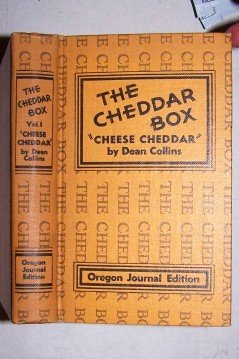 THE
CHEDDAR
BOX
Vol. I
'CHEESE
CHEDDAR'
by Dean
Collins
Oregon
Journal
Edition
THE
CHEDDAR
BOX
"CHEESE CHEDDAR"
by Dean Collins
Oregon Journal Edition